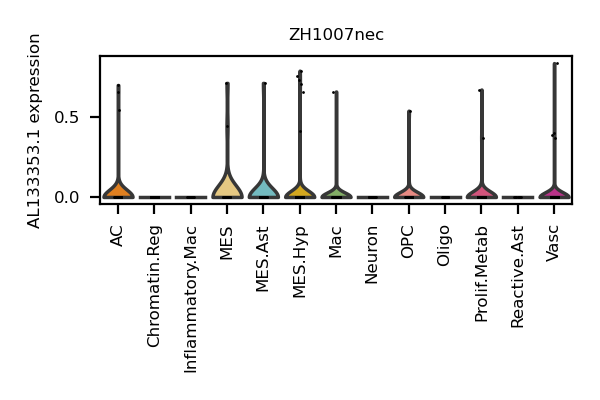 ZH1007nec
AL133353.1 expression
0.5
0.0
AC
Chromatin.Reg
Inflammatory.Mac
MES
MES.Ast
MES.Hyp
Mac
Neuron
OPC
Oligo
Prolif.Metab
Reactive.Ast
Vasc